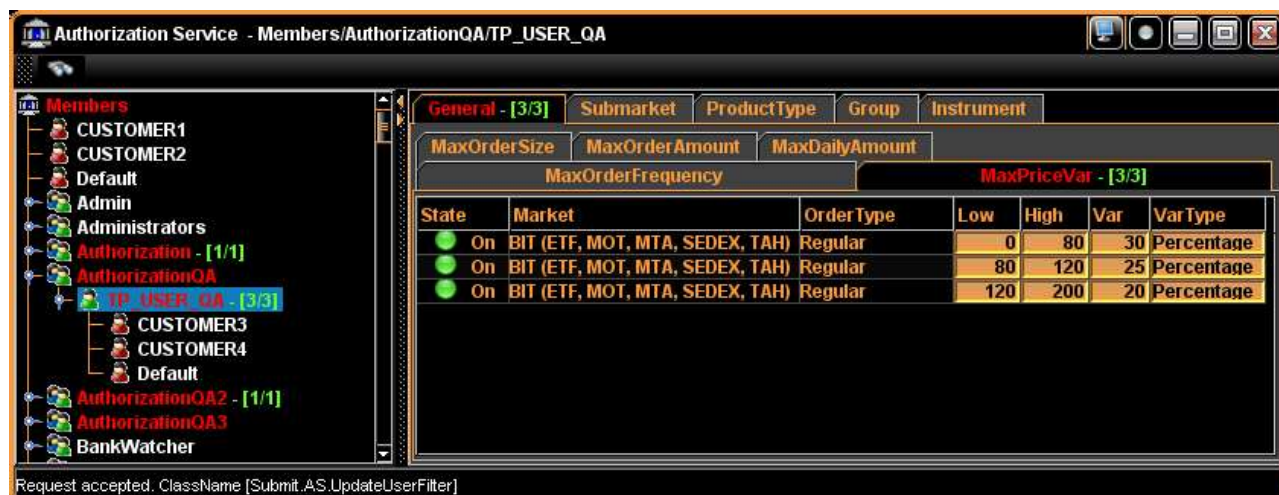 Authorization Service - Members/AuthorizationQA/TP_USER_QA
Members
CUSTOMER1
CUSTOMER2
Default
Admin
Administrators
Authorization - [1/1]
AuthorizationQA
TP_USER_QA - [3/3]
CUSTOMER3
CUSTOMER4
Default
AuthorizationQA2 - [1/1]
AuthorizationQA3
BankWatcher
General - [3/3] Submarket ProductType Group Instrument
MaxOrderSize MaxOrderAmount MaxDailyAmount
MaxOrderFrequency MaxPriceVar - [3/3]
State Market OrderType Low High Var VarType
On BIT (ETF, MOT, MTA, SEDEX, TAH) Regular 0 80 30 Percentage
On BIT (ETF, MOT, MTA, SEDEX, TAH) Regular 80 120 25 Percentage
On BIT (ETF, MOT, MTA, SEDEX, TAH) Regular 120 200 20 Percentage
Request accepted. ClassName [Submit.AS.UpdateUserFilter]